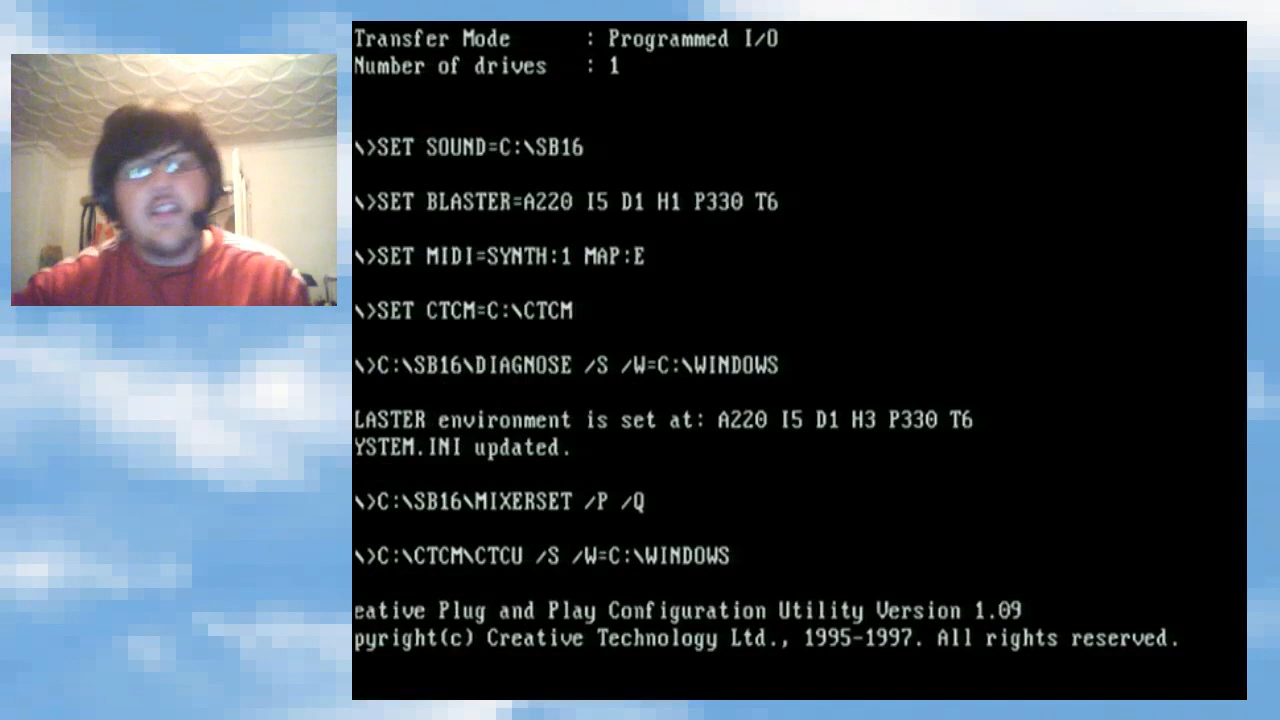 Transfer Mode : Programmed I/O
Number of drives : 1
\>SET SOUND=C:\SB16
\>SET BLASTER=A220 I5 D1 H1 P330 T6
\>SET MIDI=SYNTH:1 MAP:E
\>SET CTCM=C:\CTCM
\>C:\SB16\DIAGNOSE /S /W=C:\WINDOWS
LASTER environment is set at: A220 I5 D1 H3 P330 T6
YSTEM.INI updated.
\>C:\SB16\MIXERSET /P /Q
\>C:\CTCM\CTCU /S /W=C:\WINDOWS
eative Plug and Play Configuration Utility Version 1.09
pyright(c) Creative Technology Ltd., 1995-1997. All rights reserved.